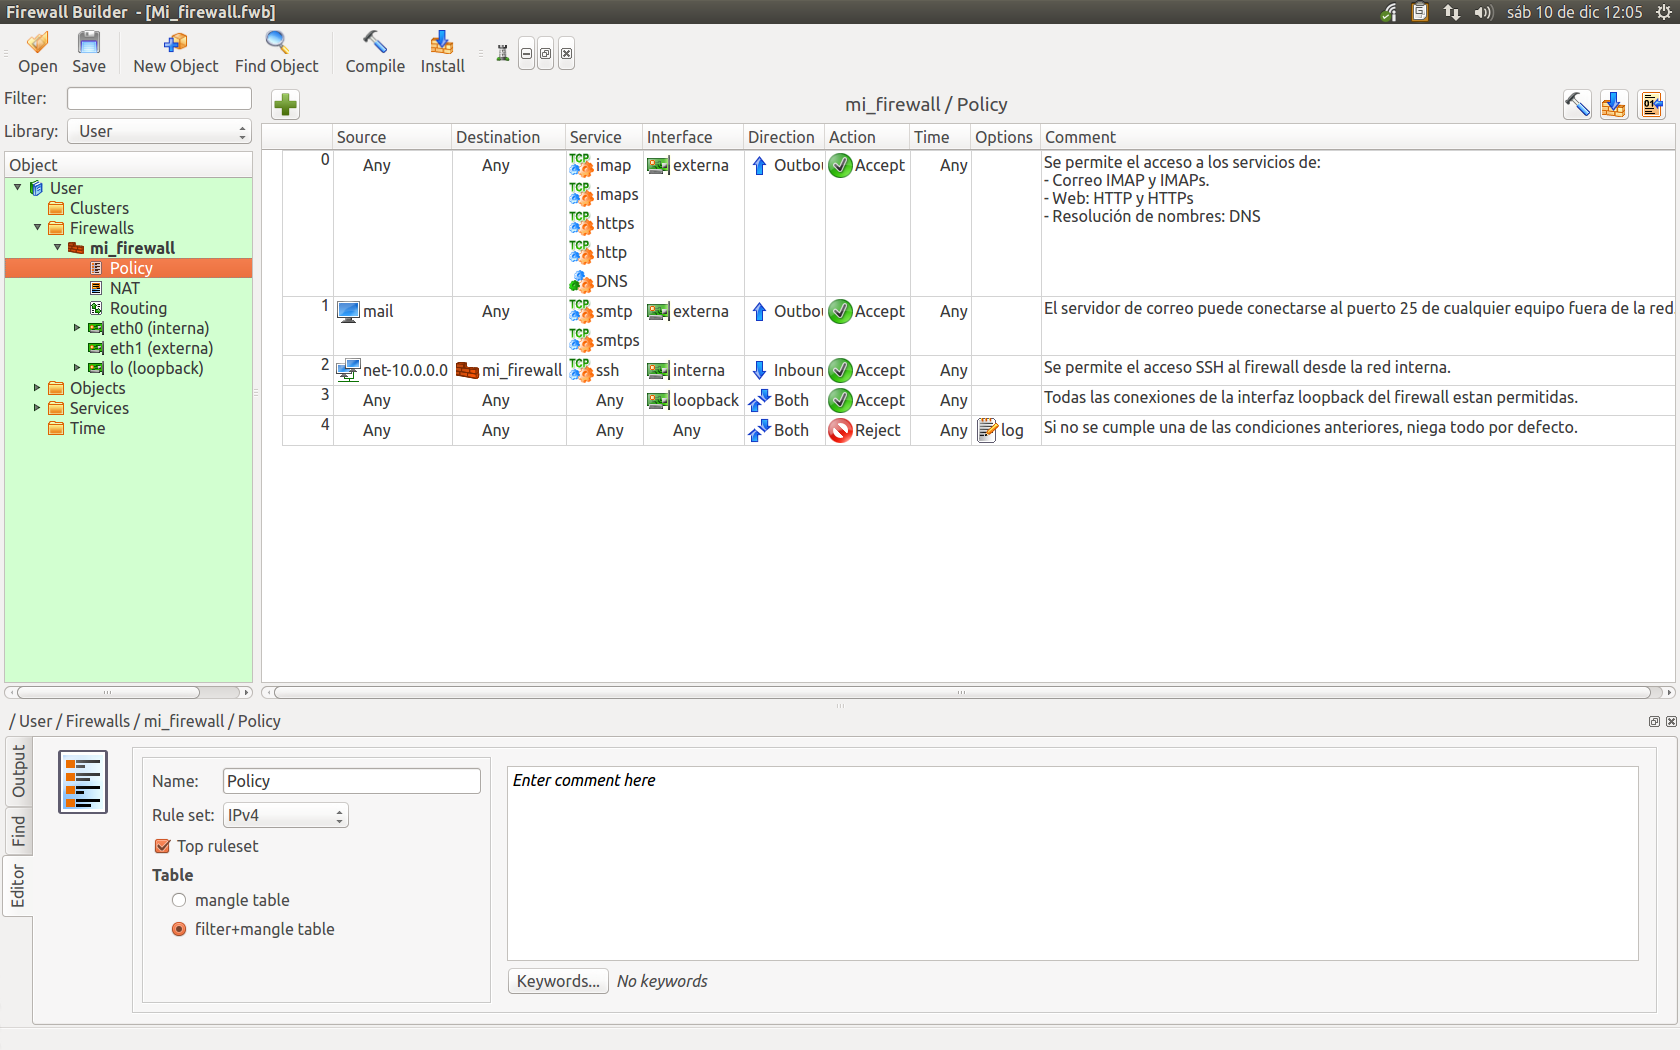 Firewall Builder - [Mi_firewall.fwb]
sáb 10 de dic 12:05
Open
Save
New Object
Find Object
Compile
Install
Filter:
Library: User
mi_firewall / Policy
Object
User
Clusters
Firewalls
mi_firewall
Policy
NAT
Routing
eth0 (interna)
eth1 (externa)
lo (loopback)
Objects
Services
Time
Source Destination Service Interface Direction Action Time Options Comment
0 Any Any TCP imap externa Outbou Accept Any Se permite el acceso a los servicios de:
- Correo IMAP y IMAPs.
- Web: HTTP y HTTPs
- Resolución de nombres: DNS
TCP imaps
TCP https
TCP http
DNS
1 mail Any TCP smtp externa Outbou Accept Any El servidor de correo puede conectarse al puerto 25 de cualquier equipo fuera de la red
TCP smtps
2 net-10.0.0.0 mi_firewall TCP ssh interna Inboun Accept Any Se permite el acceso SSH al firewall desde la red interna.
3 Any Any Any loopback Both Accept Any Todas las conexiones de la interfaz loopback del firewall estan permitidas.
4 Any Any Any Any Both Reject Any log Si no se cumple una de las condiciones anteriores, niega todo por defecto.
/ User / Firewalls / mi_firewall / Policy
Output
Find
Editor
Name: Policy
Rule set: IPv4
Top ruleset
Table
mangle table
filter+mangle table
Enter comment here
Keywords... No keywords